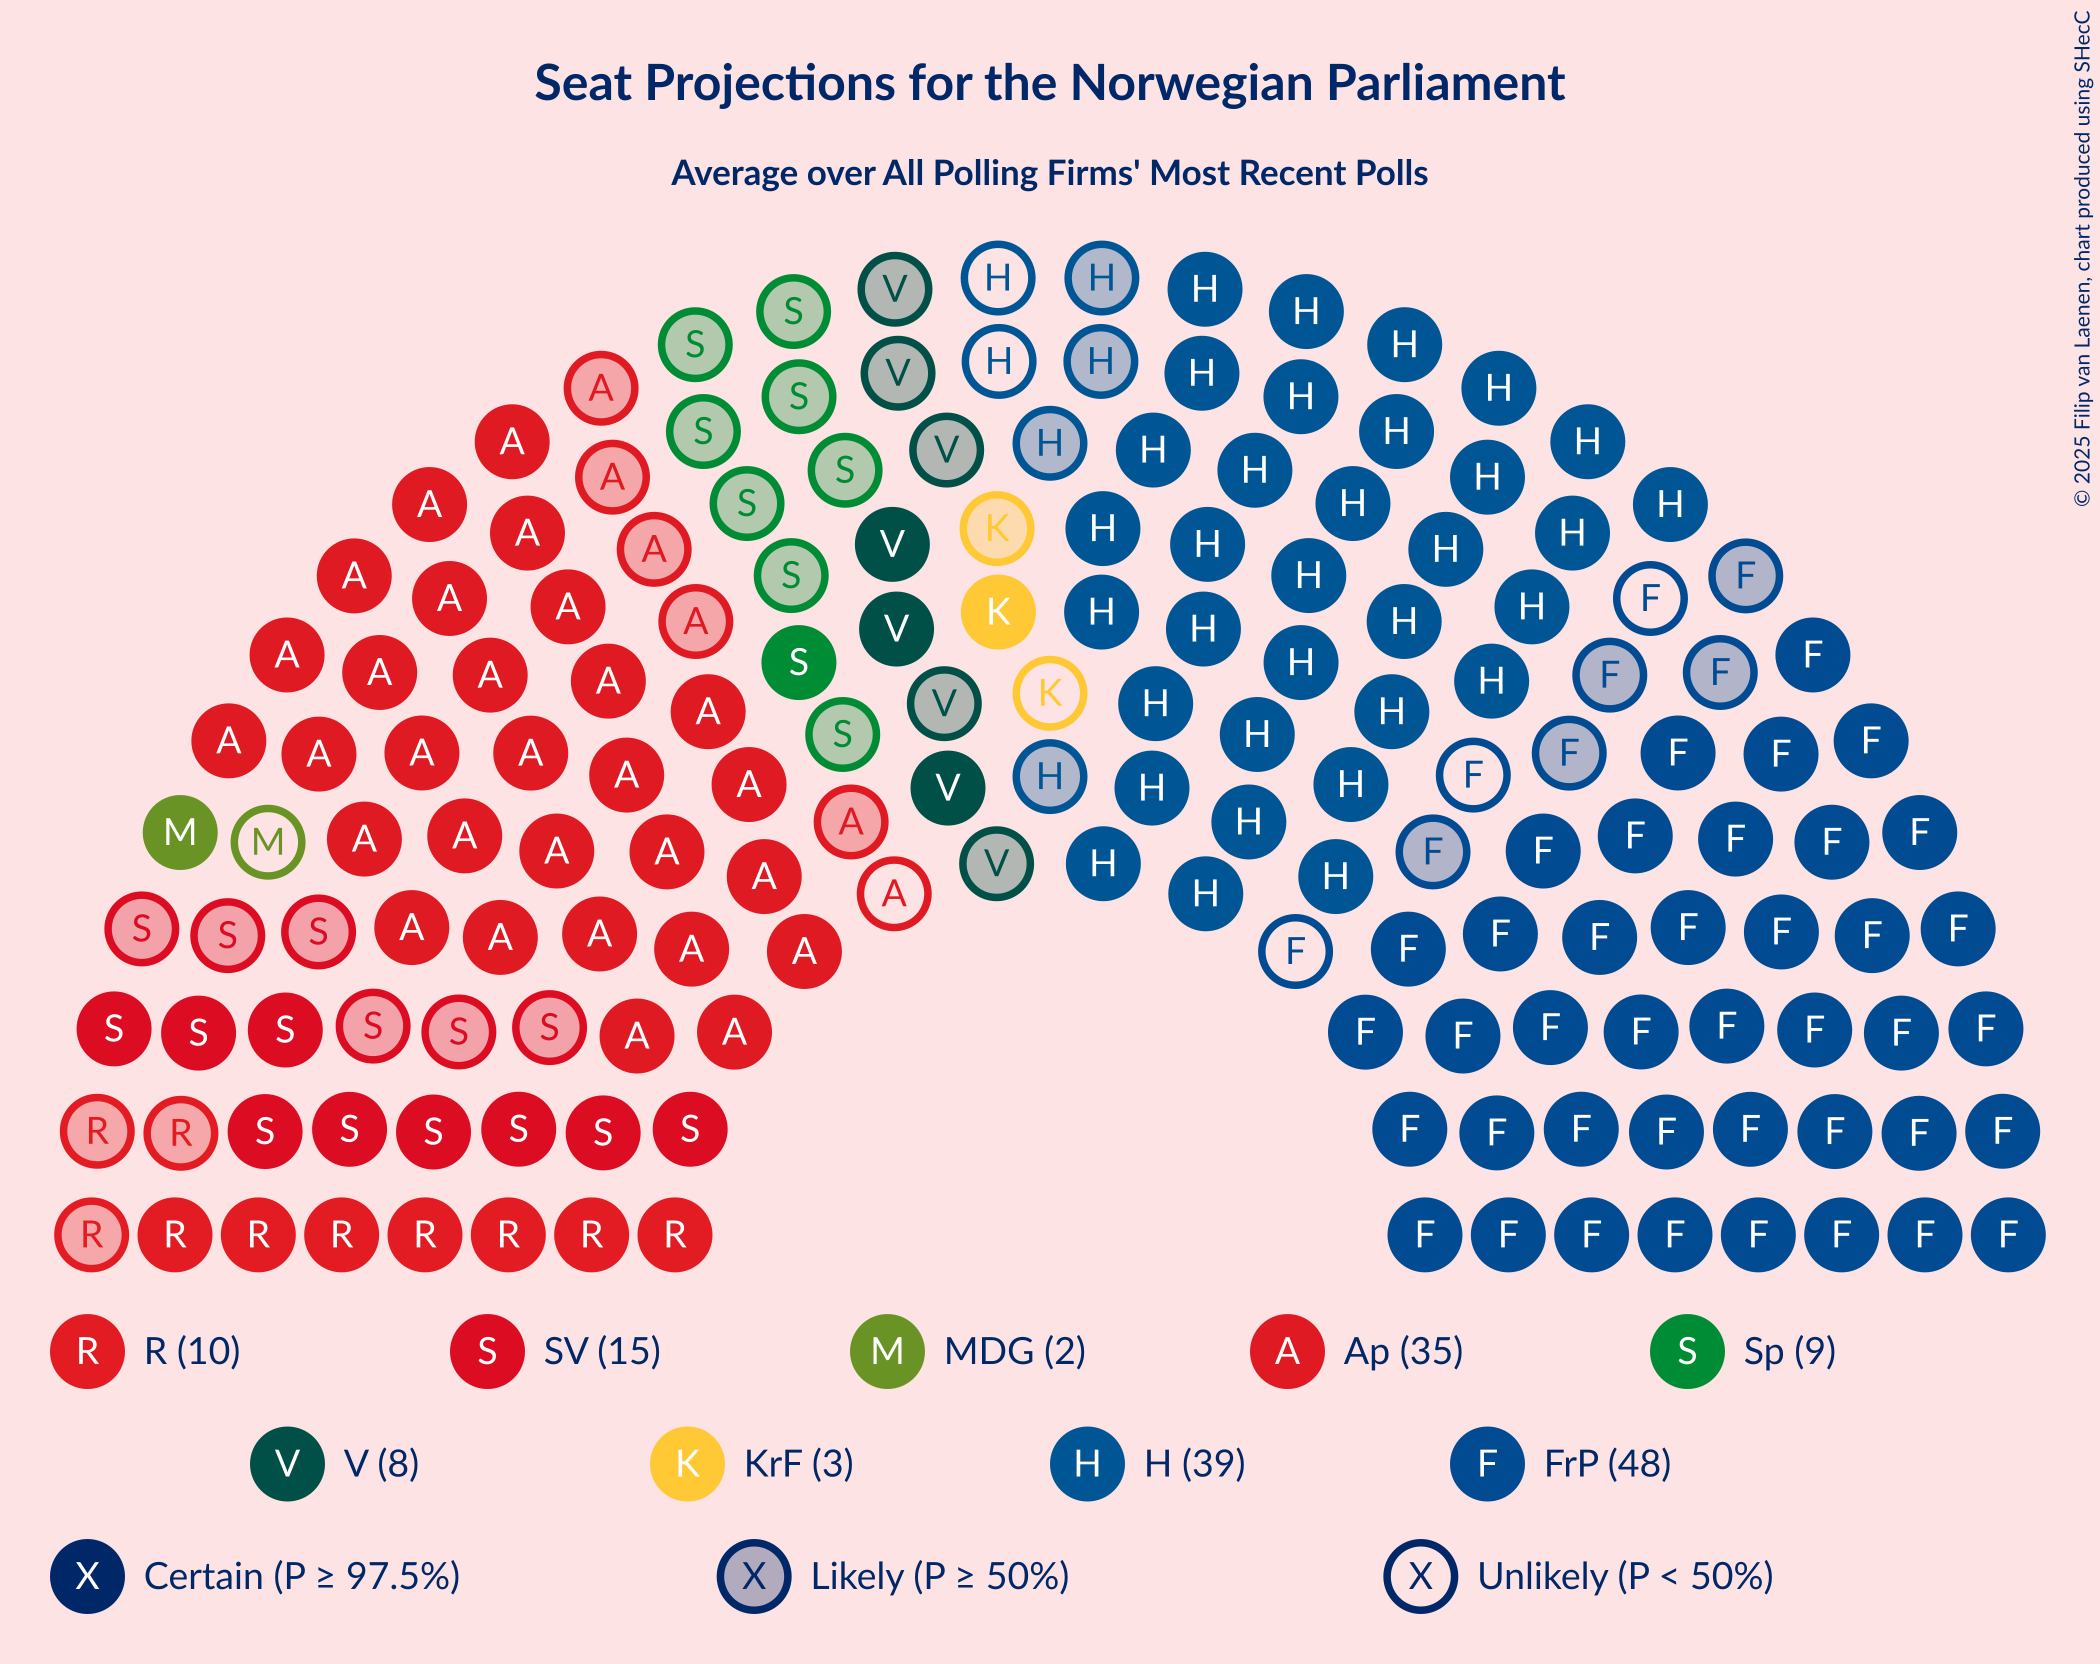 Seat Projections for the Norwegian Parliament
Average over All Polling Firms' Most Recent Polls
© 2025 Filip van Laenen, chart produced using SHecC
H H
V H
S H
S H
V H H
A V H H
S H
S H
A H
S V H H
A H
A H
S H
A K H
A H
A V H
A H
A S H F
A F
A A H
A K H
A V H
A H
A S H F
A F
A K H
A A H F
A V H
A F
A S H F
A F
A A F F
A A H
A V H H
A F
M A H F
A F
M A F F
A F
A V H F
A H
A H
S F
S A F F
S A F F
A F
A A F F
S A F F
S S F F
S A F F
S A F F
S S F F
S S S F F F
R S F F
R S S F F F
R R R R R R R R F F F F F F F F
R R (10) S SV (15) M MDG (2) A Ap (35) S Sp (9)
V V (8) K KrF (3) H H (39) F FrP (48)
X Certain (P ≥ 97.5%) X Likely (P ≥ 50%) X Unlikely (P < 50%)